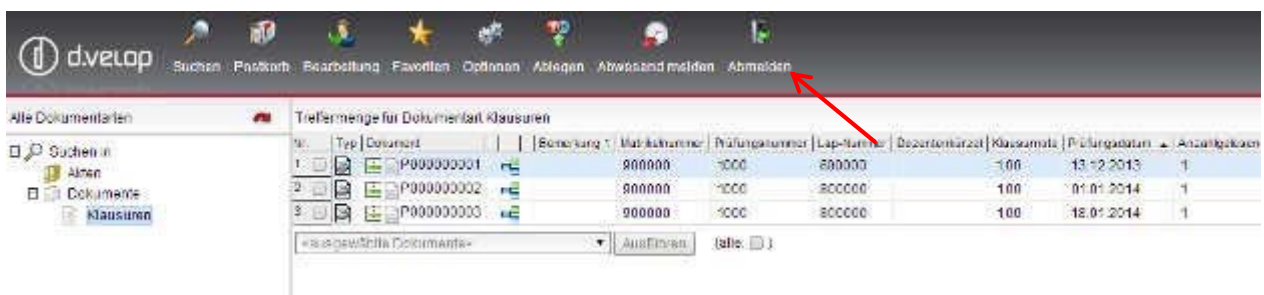 d.velop
Suchen Postkorb Bearbeitung Favoriten Optionen Ablegen Abwesend melden Abmelden
Alle Dokumentarten
Treffermenge für Dokumentart Klausuren
Suchen in
Akten
Dokumente
Klausuren
Nr. Typ Dokument Bemerkung Matrikelnummer Prüfungsnummer Lap-Nummer Dozentenkürzel Klausurnote Prüfungsdatum
1 P000000001 900000 1000 800000 1.00 13.12.2013 1
2 P000000002 900000 1000 800000 1.00 01.01.2014 1
3 P000000003 900000 1000 800000 1.00 18.01.2014 1
<ausgewählte Dokumente> Ausführen (alle: )